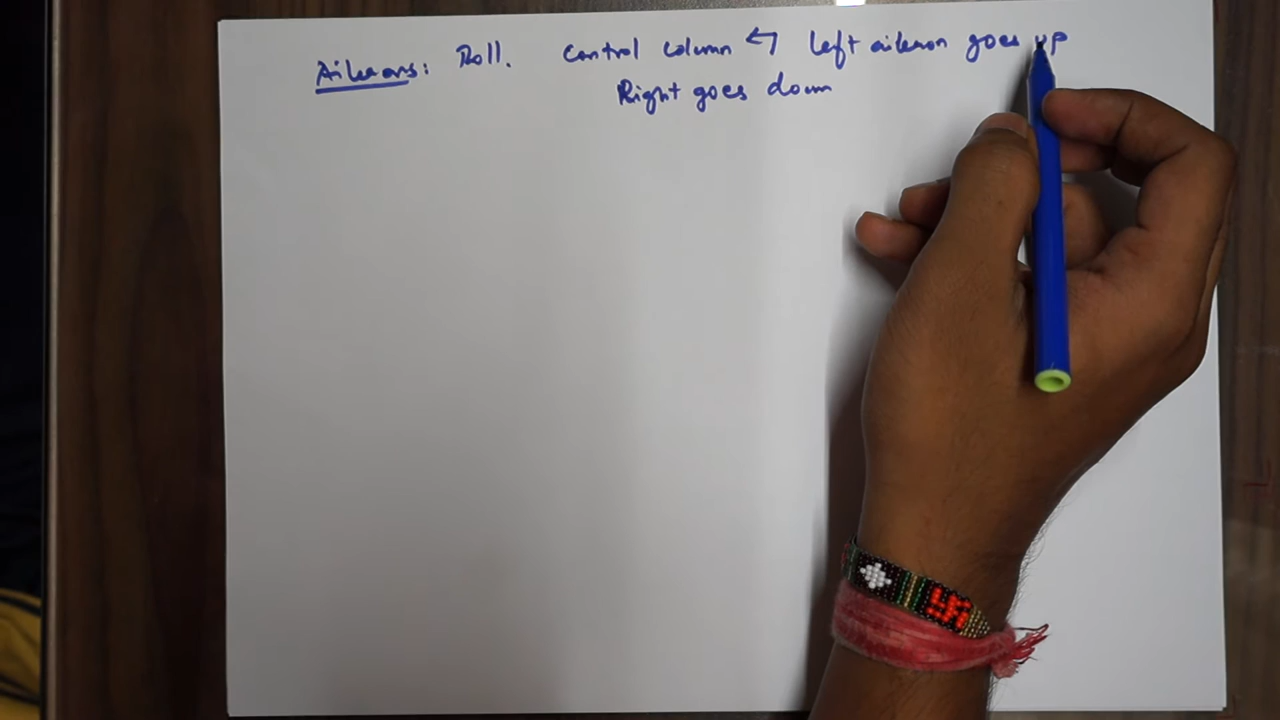 Ailerons: Roll. Control column ↰ left aileron goes up
Right goes down